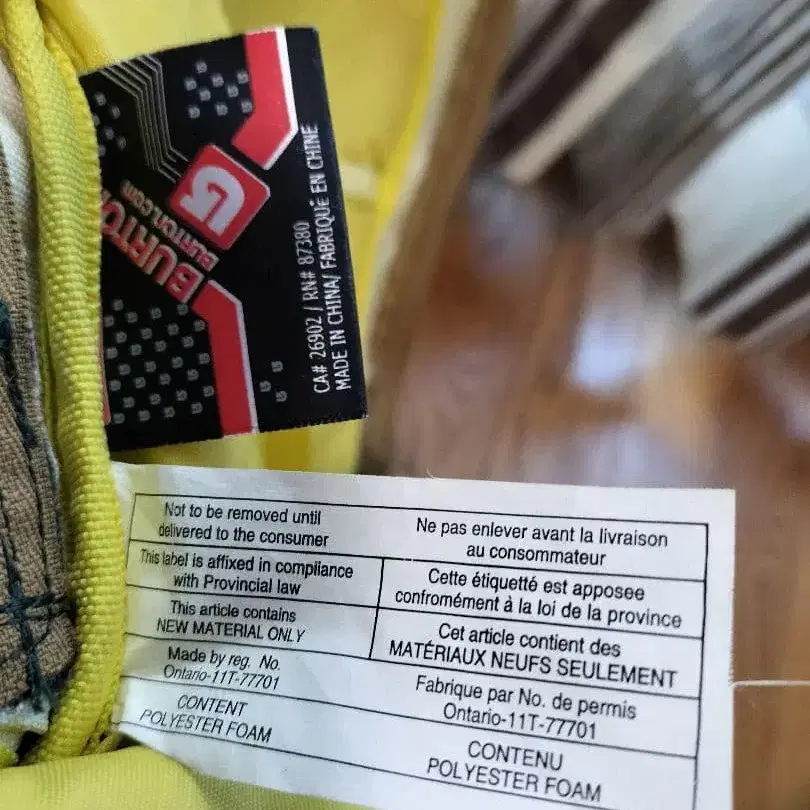 BURTON
BURTON.COM
CA# 26902 / RN# 87380
MADE IN CHINA/ FABRIQUÉ EN CHINE
Not to be removed until
delivered to the consumer
Ne pas enlever avant la livraison
au consommateur
This label is affixed in compliance
with Provincial law
Cette étiquetté est apposee
confromément à la loi de la province
This article contains
NEW MATERIAL ONLY
Cet article contient des
MATÉRIAUX NEUFS SEULEMENT
Made by reg. No.
Ontario-11T-77701
Fabrique par No. de permis
Ontario-11T-77701
CONTENT
POLYESTER FOAM
CONTENU
POLYESTER FOAM